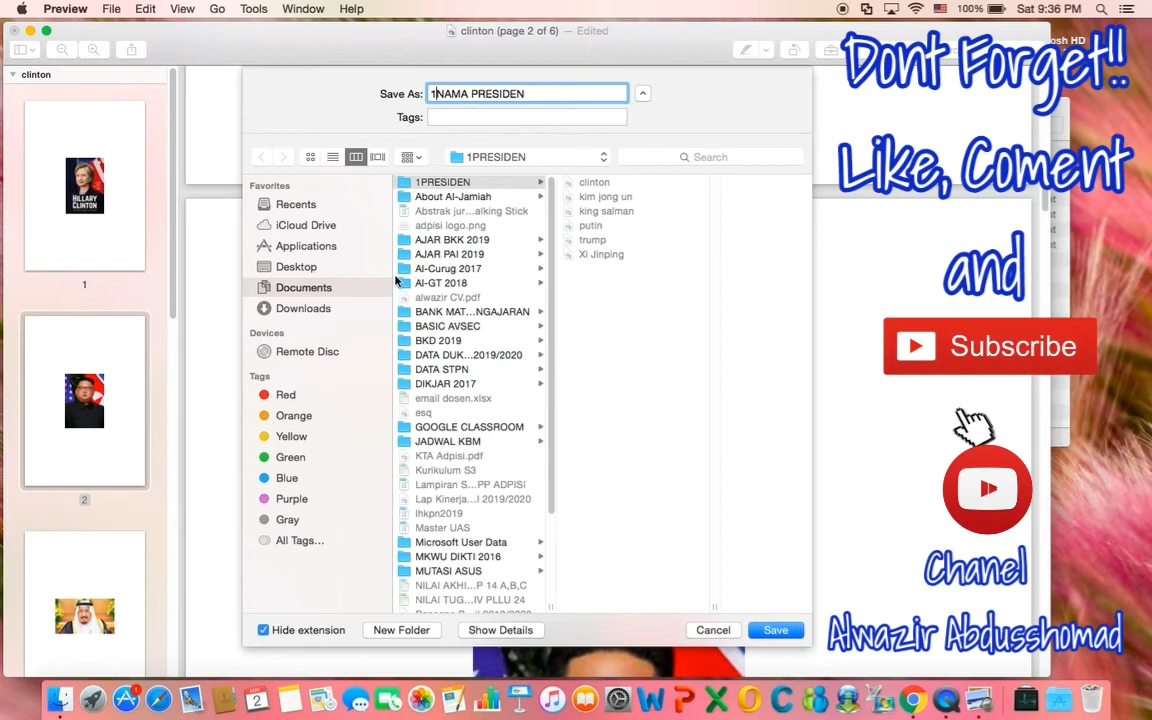 Preview File Edit View Go Tools Window Help 100% Sat 9:36 PM
clinton (page 2 of 6) — Edited
osh HD
clinton
HILLARY
CLINTON
1
2
Save As: 1NAMA PRESIDEN
Tags:
1PRESIDEN
Search
Favorites
Recents
iCloud Drive
Applications
Desktop
Documents
Downloads
Devices
Remote Disc
Tags
Red
Orange
Yellow
Green
Blue
Purple
Gray
All Tags...
1PRESIDEN
About Al-Jamiah
Abstrak jur...alking Stick
adpisi logo.png
AJAR BKK 2019
AJAR PAI 2019
Al-Curug 2017
Al-GT 2018
alwazir CV.pdf
BANK MAT...NGAJARAN
BASIC AVSEC
BKD 2019
DATA DUK...2019/2020
DATA STPN
DIKJAR 2017
email dosen.xlsx
esq
GOOGLE CLASSROOM
JADWAL KBM
KTA Adpisi.pdf
Kurikulum S3
Lampiran S...PP ADPISI
Lap Kinerja...l 2019/2020
lhkpn2019
Master UAS
Microsoft User Data
MKWU DIKTI 2016
MUTASI ASUS
NILAI AKHI...P 14 A,B,C
NILAI TUG...IV PLLU 24
clinton
kim jong un
king salman
putin
trump
Xi Jinping
Hide extension New Folder Show Details Cancel Save
Dont Forget!!..
Like, Coment
and
Subscribe
Chanel
Alwazir Abdusshomad